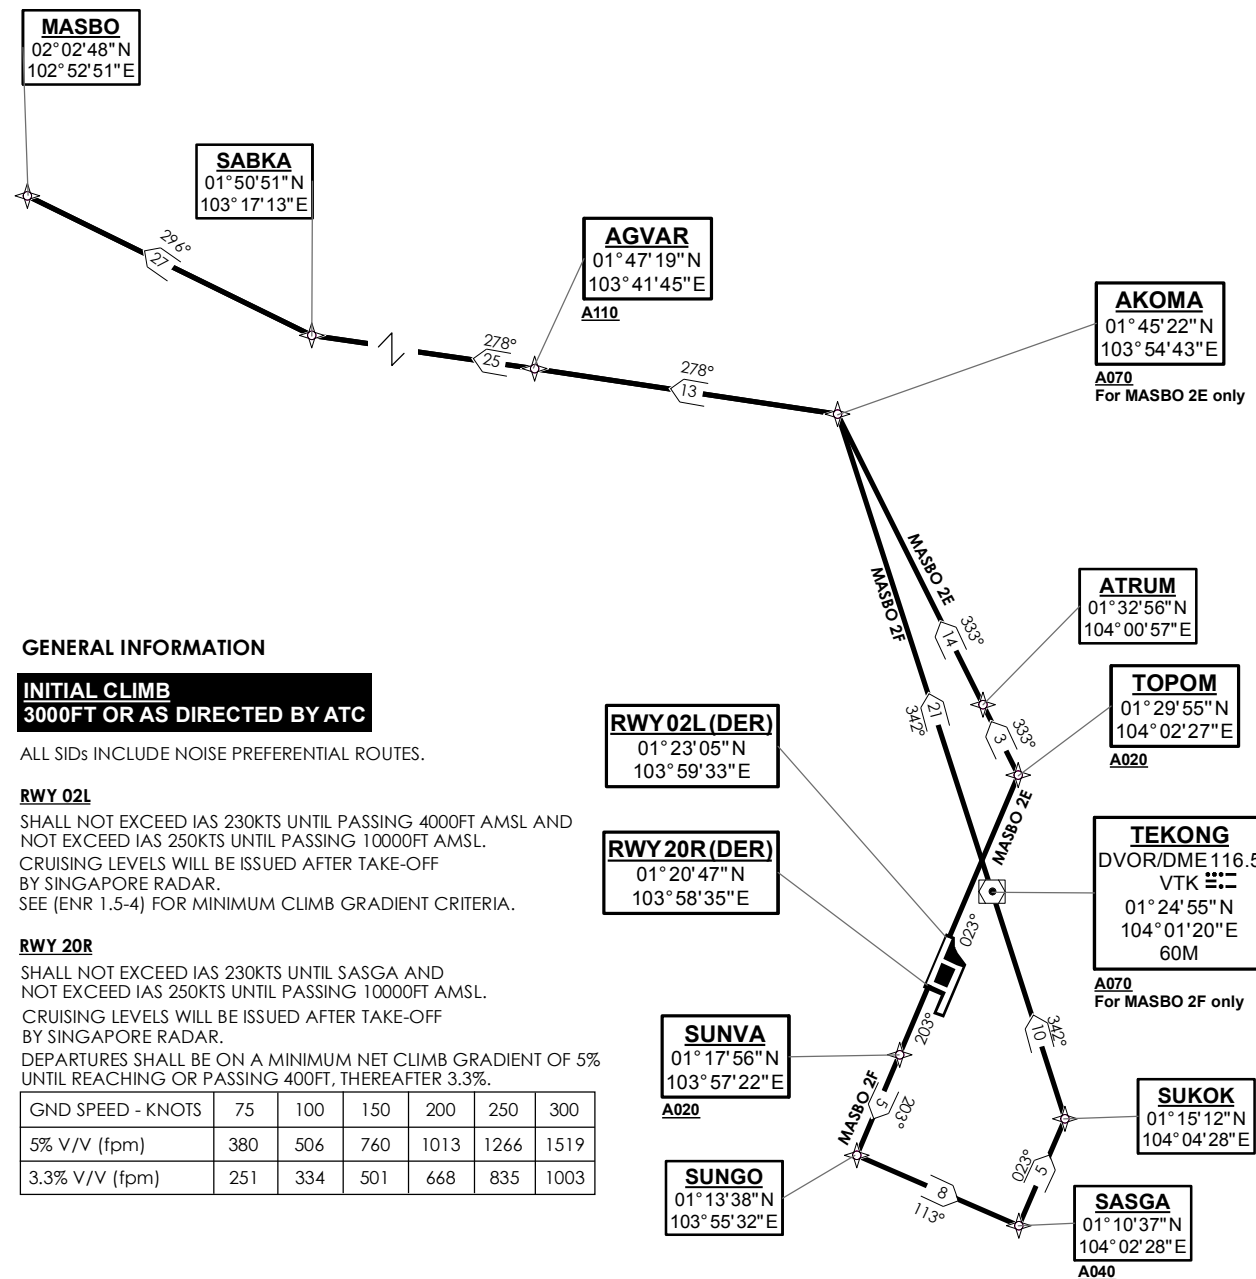 MASBO
02°02'48"N
102°52'51"E
SABKA
01°50'51"N
103°17'13"E
AGVAR
01°47'19"N
103°41'45"E
A110
AKOMA
01°45'22"N
103°54'43"E
A070
For MASBO 2E only
296°
27
278°
25
278°
13
MASBO 2E
MASBO 2F
333°
14
21
342°
333°
3
MASBO 2E
ATRUM
01°32'56"N
104°00'57"E
TOPOM
01°29'55"N
104°02'27"E
A020
RWY 02L (DER)
01°23'05"N
103°59'33"E
RWY 20R (DER)
01°20'47"N
103°58'35"E
TEKONG
DVOR/DME 116.5
VTK
01°24'55"N
104°01'20"E
60M
A070
For MASBO 2F only
023°
203°
342°
10
SUNVA
01°17'56"N
103°57'22"E
A020
MASBO 2F
5
203°
SUKOK
01°15'12"N
104°04'28"E
023°
5
SUNGO
01°13'38"N
103°55'32"E
8
113°
SASGA
01°10'37"N
104°02'28"E
A040
GENERAL INFORMATION
INITIAL CLIMB
3000FT OR AS DIRECTED BY ATC
ALL SIDs INCLUDE NOISE PREFERENTIAL ROUTES.
RWY 02L
SHALL NOT EXCEED IAS 230KTS UNTIL PASSING 4000FT AMSL AND
NOT EXCEED IAS 250KTS UNTIL PASSING 10000FT AMSL.
CRUISING LEVELS WILL BE ISSUED AFTER TAKE-OFF
BY SINGAPORE RADAR.
SEE (ENR 1.5-4) FOR MINIMUM CLIMB GRADIENT CRITERIA.
RWY 20R
SHALL NOT EXCEED IAS 230KTS UNTIL SASGA AND
NOT EXCEED IAS 250KTS UNTIL PASSING 10000FT AMSL.
CRUISING LEVELS WILL BE ISSUED AFTER TAKE-OFF
BY SINGAPORE RADAR.
DEPARTURES SHALL BE ON A MINIMUM NET CLIMB GRADIENT OF 5%
UNTIL REACHING OR PASSING 400FT, THEREAFTER 3.3%.
GND SPEED - KNOTS 75 100 150 200 250 300
5% V/V (fpm) 380 506 760 1013 1266 1519
3.3% V/V (fpm) 251 334 501 668 835 1003